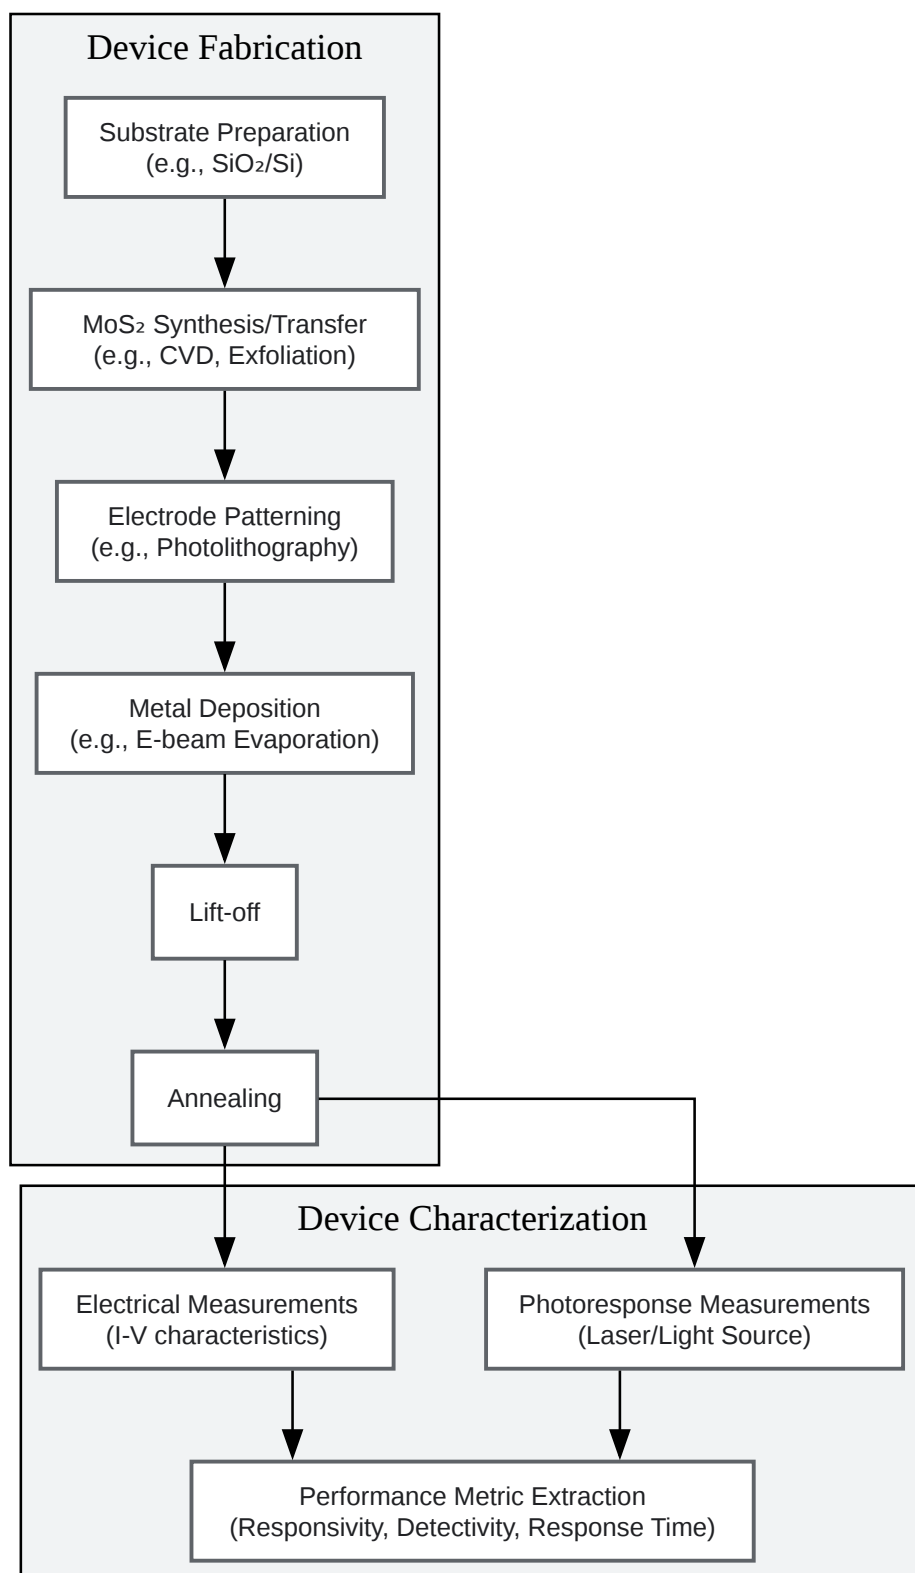 Device Fabrication
Substrate Preparation
(e.g., SiO₂/Si)
MoS₂ Synthesis/Transfer
(e.g., CVD, Exfoliation)
Electrode Patterning
(e.g., Photolithography)
Metal Deposition
(e.g., E-beam Evaporation)
Lift-off
Annealing
Device Characterization
Electrical Measurements
(I-V characteristics)
Photoresponse Measurements
(Laser/Light Source)
Performance Metric Extraction
(Responsivity, Detectivity, Response Time)